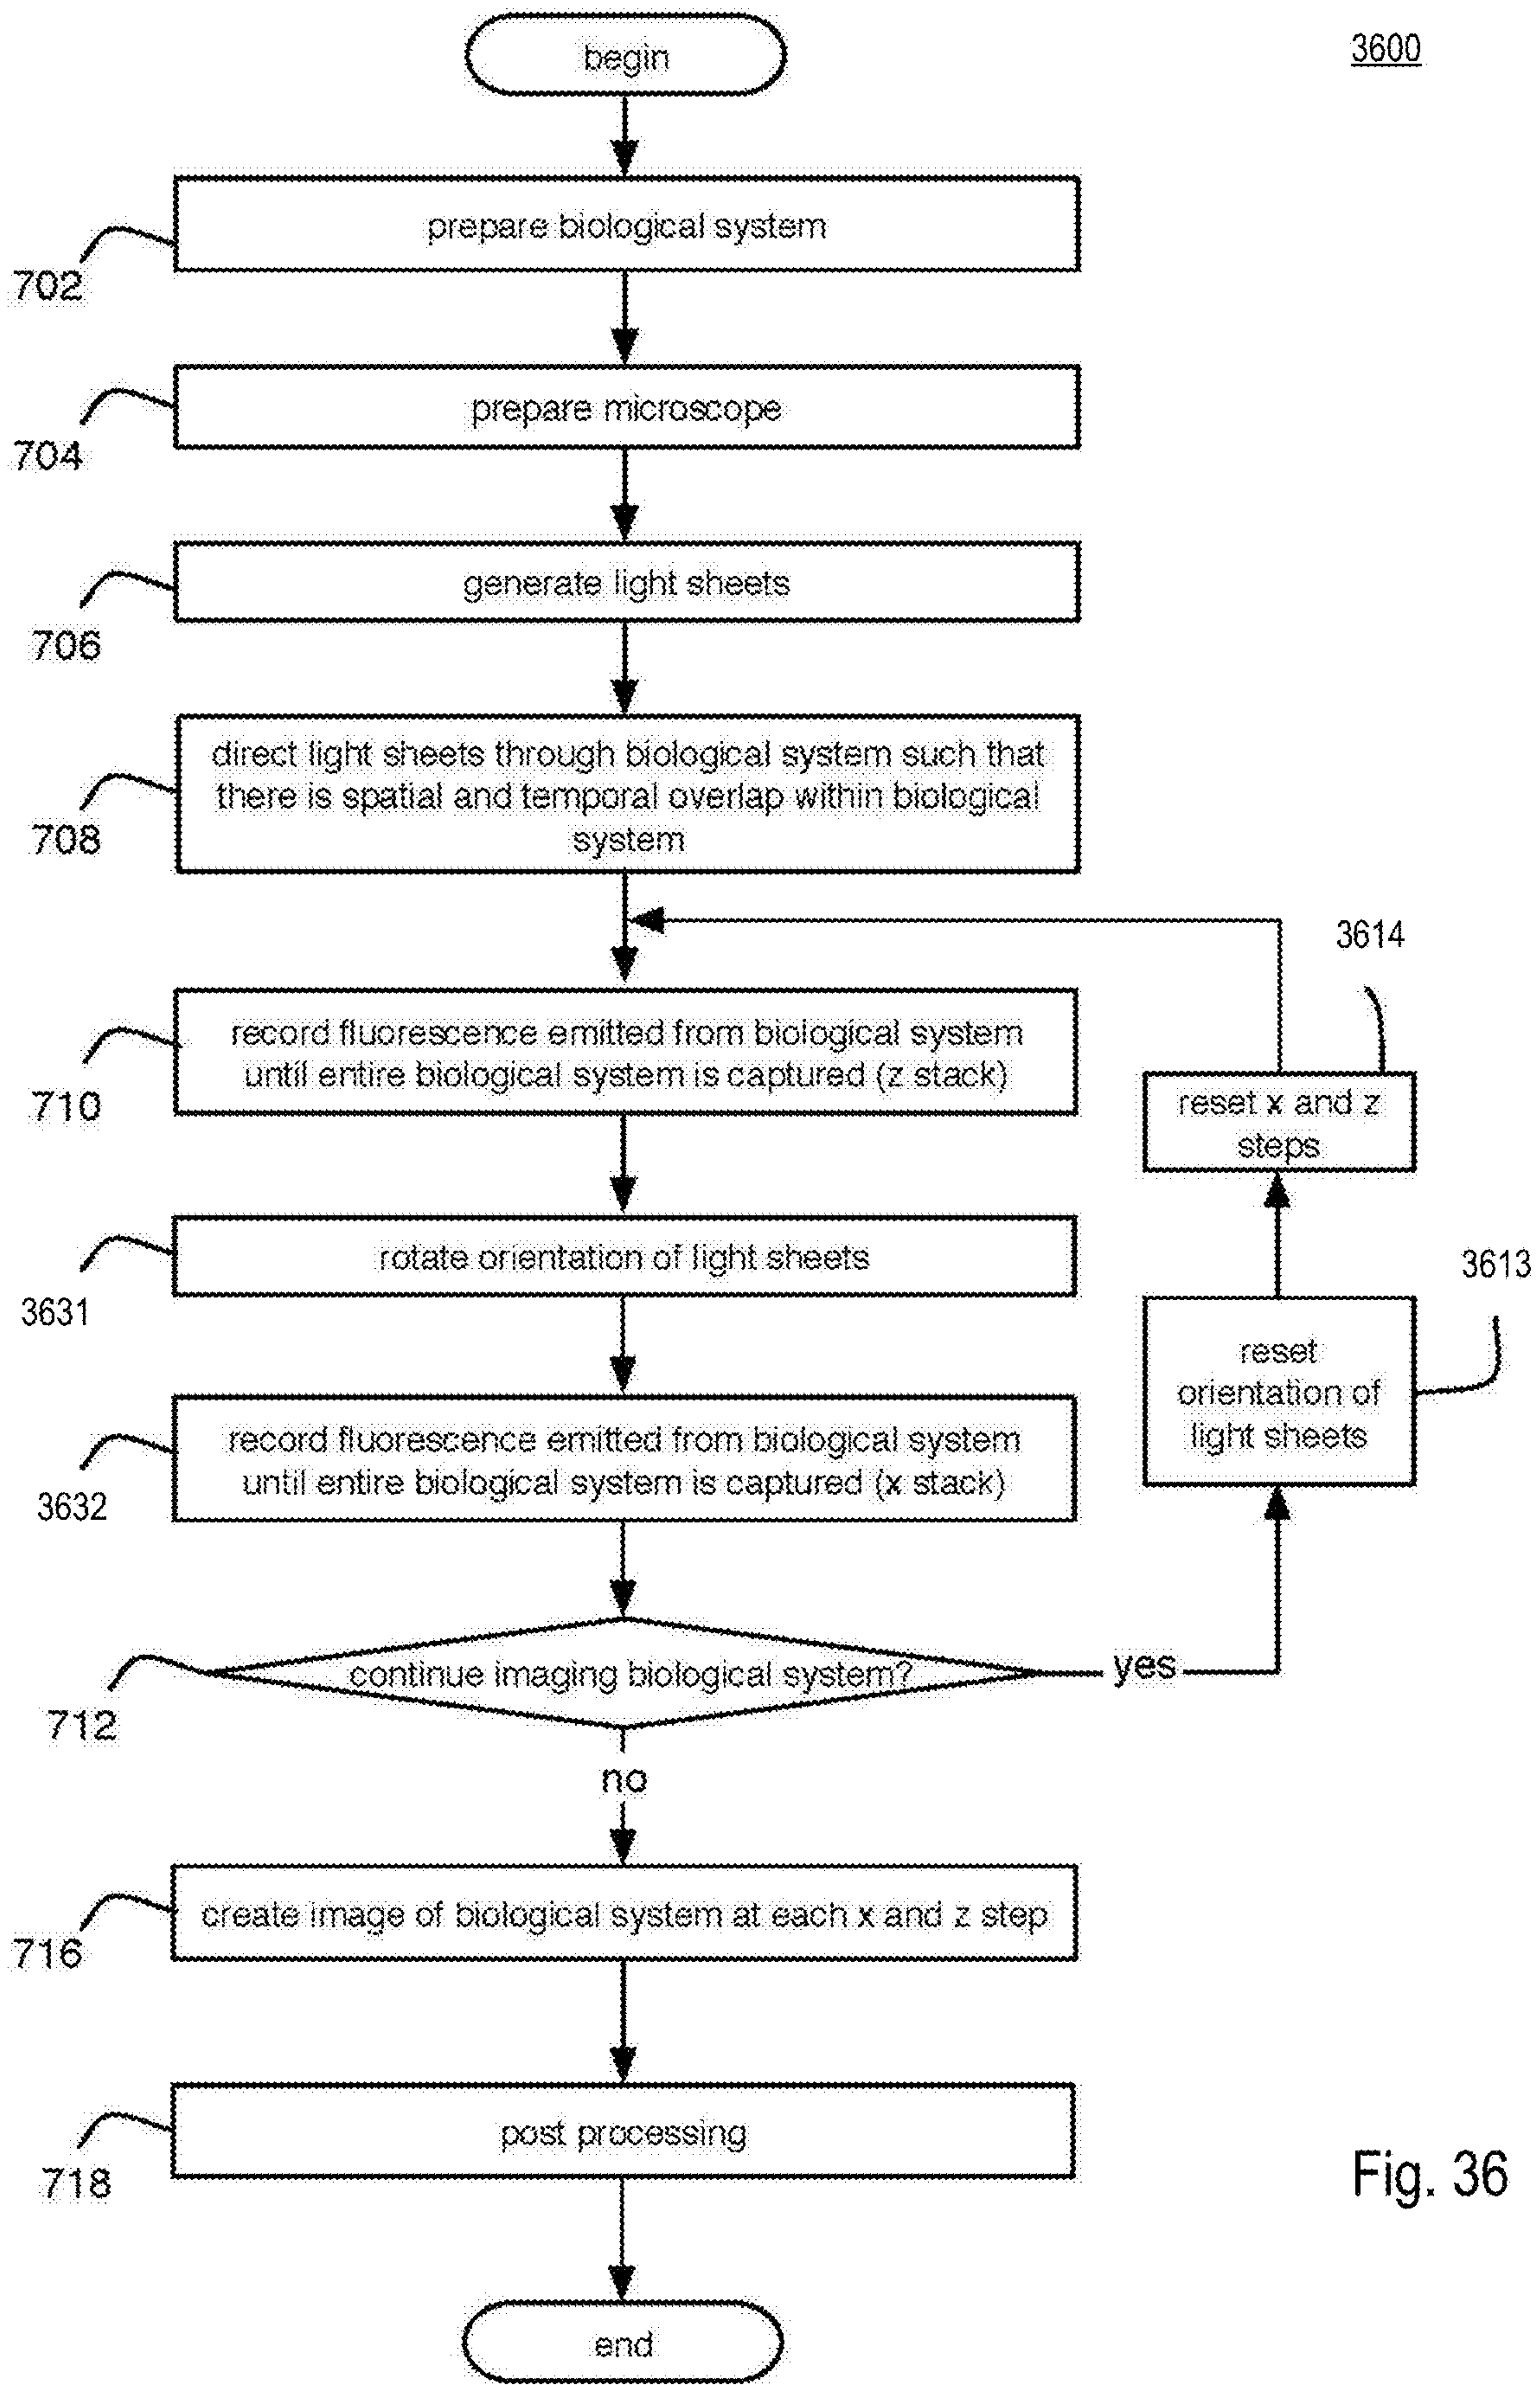 begin
3600
prepare biological system
702
prepare microscope
704
generate light sheets
706
direct light sheets through biological system such that
there is spatial and temporal overlap within biological
system
708
3614
record fluorescence emitted from biological system
until entire biological system is captured (z stack)
710
reset x and z
steps
rotate orientation of light sheets
3631
3613
reset
orientation of
light sheets
record fluorescence emitted from biological system
until entire biological system is captured (x stack)
3632
continue imaging biological system?
yes
712
no
create image of biological system at each x and z step
716
post processing
718
Fig. 36
end